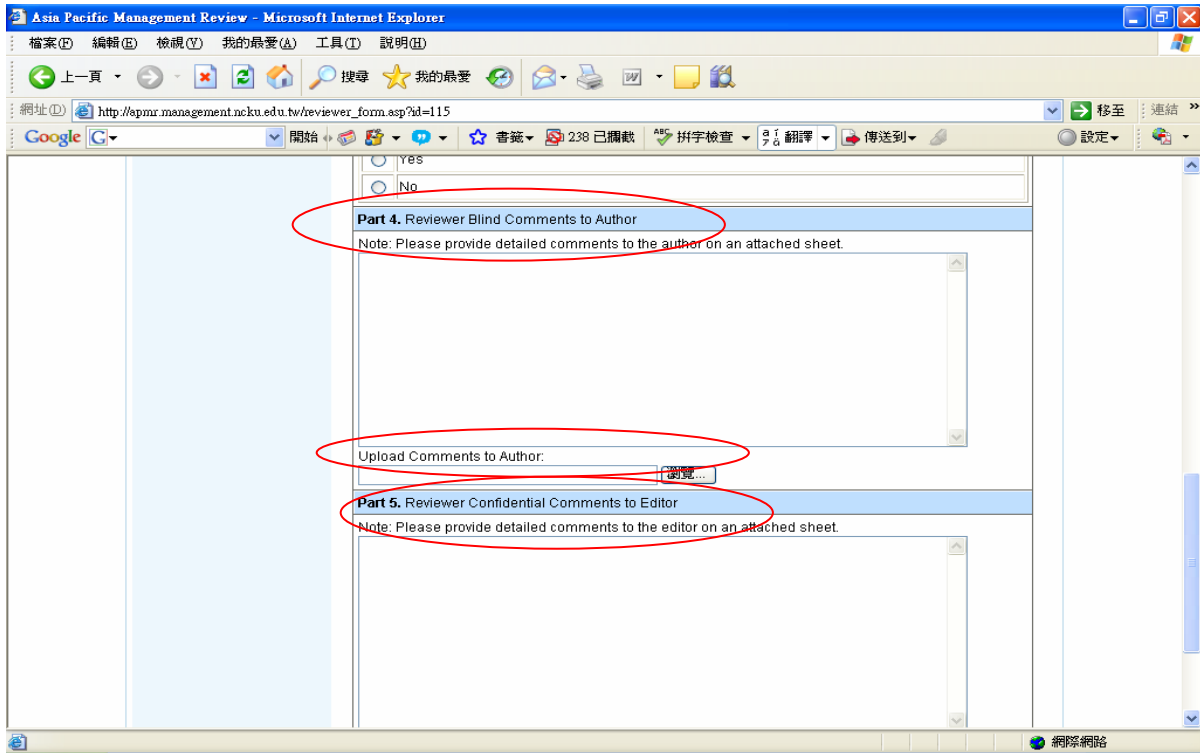 Asia Pacific Management Review - Microsoft Internet Explorer
檔案(F) 編輯(E) 檢視(V) 我的最愛(A) 工具(T) 說明(H)
上一頁 搜尋 我的最愛
網址(D) http://apmr.management.ncku.edu.tw/reviewer_form.asp?id=115 移至 連結 »
Google G 開始 書籤 238 已攔截 ABC 拼字檢查 翻譯 傳送到 設定
Yes
No
Part 4. Reviewer Blind Comments to Author
Note: Please provide detailed comments to the author on an attached sheet.
Upload Comments to Author:
瀏覽...
Part 5. Reviewer Confidential Comments to Editor
Note: Please provide detailed comments to the editor on an attached sheet.
網際網路